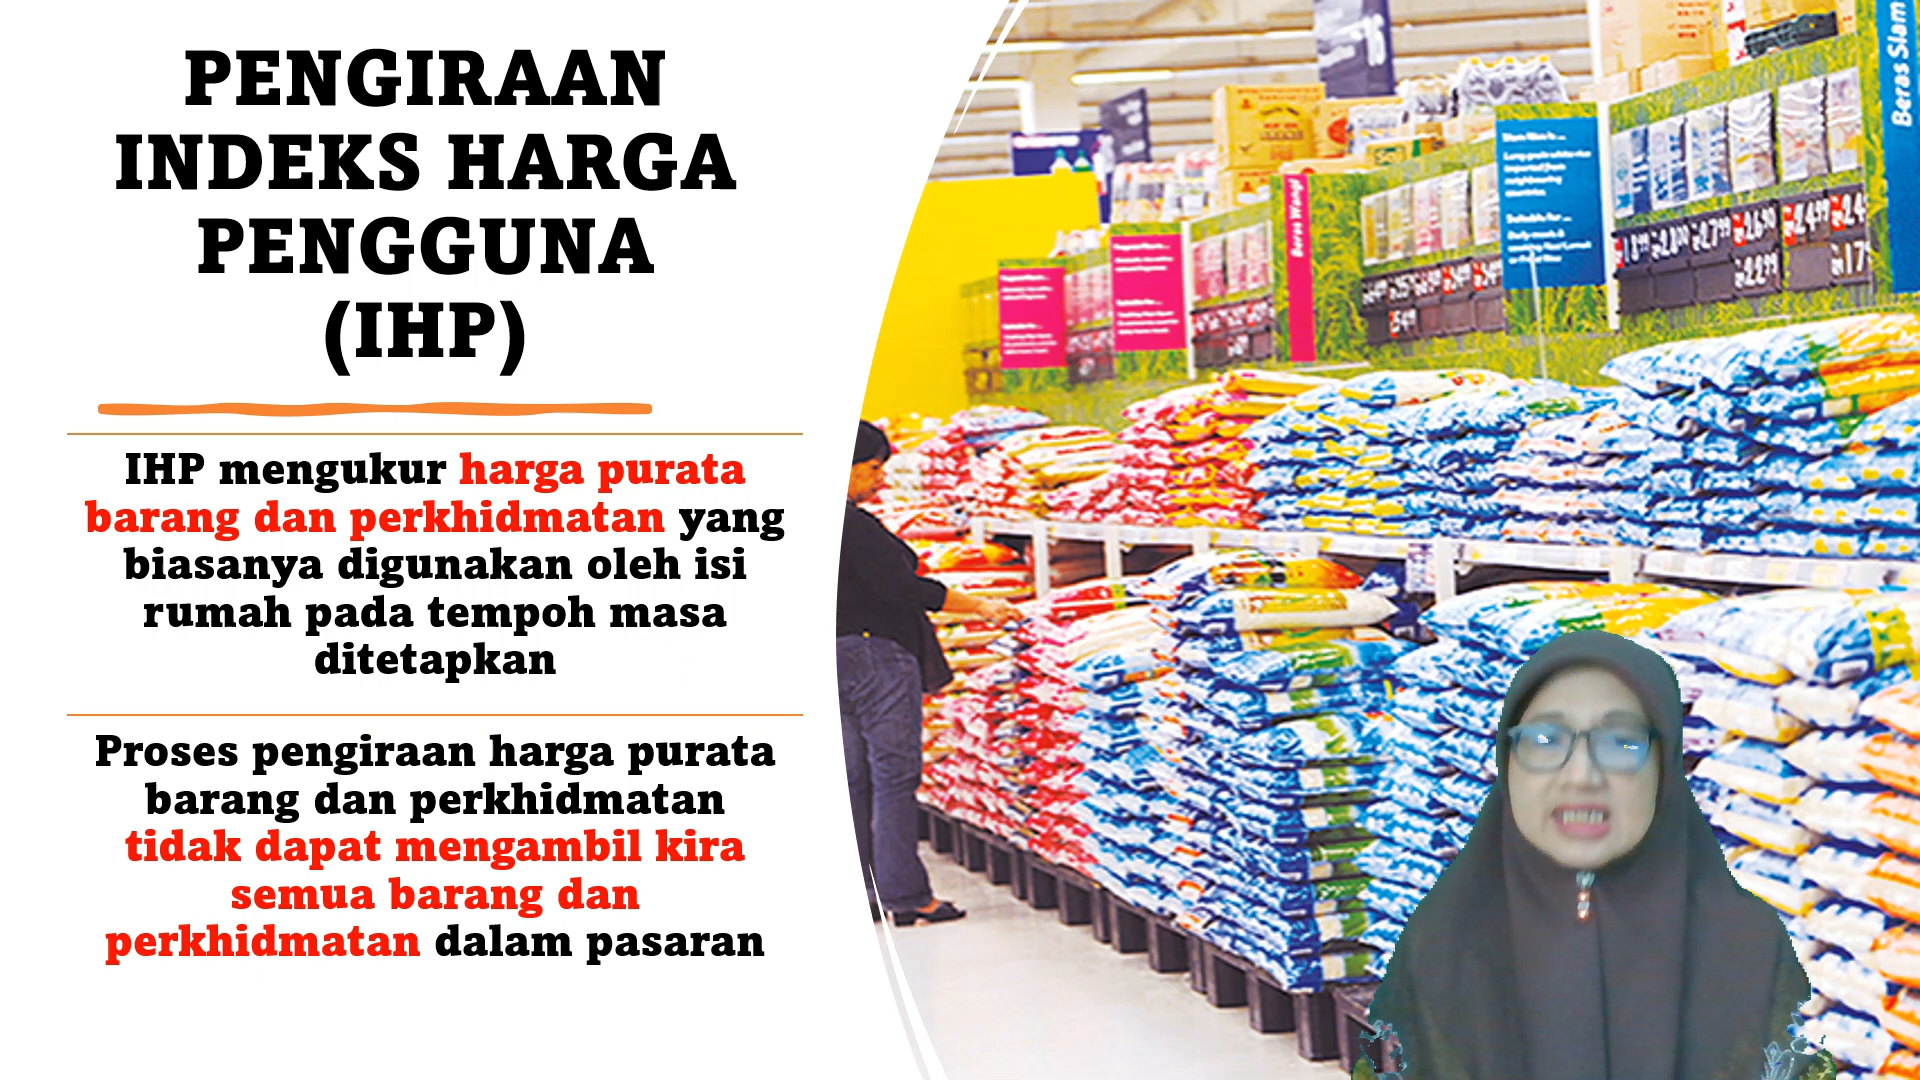 PENGIRAAN
INDEKS HARGA
PENGGUNA
(IHP)
IHP mengukur harga purata
barang dan perkhidmatan yang
biasanya digunakan oleh isi
rumah pada tempoh masa
ditetapkan
Proses pengiraan harga purata
barang dan perkhidmatan
tidak dapat mengambil kira
semua barang dan
perkhidmatan dalam pasaran
Beras Wangi
Beras Siam